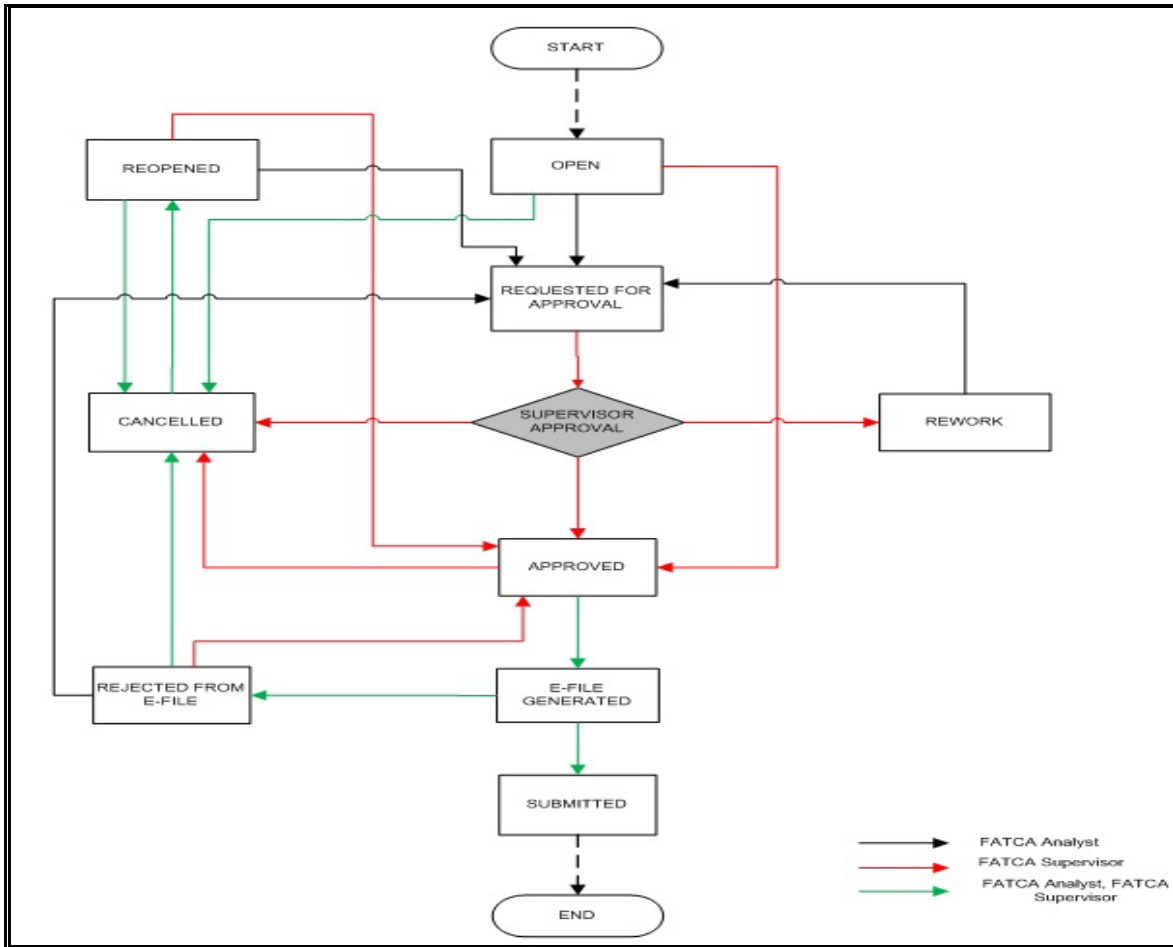 START
REOPENED
OPEN
REQUESTED FOR
APPROVAL
CANCELLED
SUPERVISOR
APPROVAL
REWORK
APPROVED
REJECTED FROM
E-FILE
E-FILE
GENERATED
SUBMITTED
FATCA Analyst
FATCA Supervisor
FATCA Analyst, FATCA
Supervisor
END